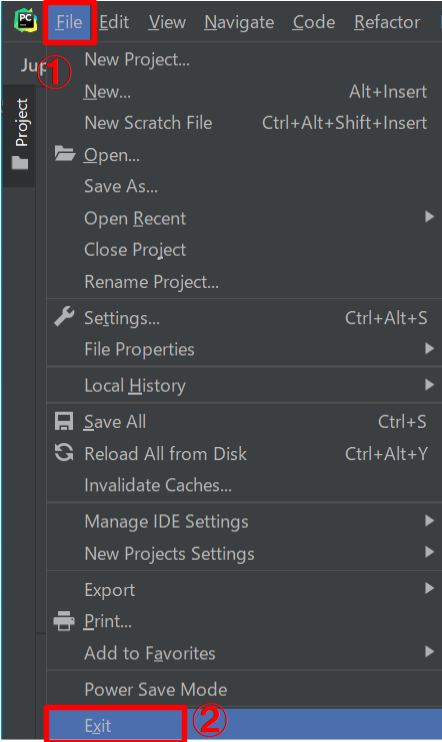 PC File Edit View Navigate Code Refactor
Jup
①
Project
New Project...
New... Alt+Insert
New Scratch File Ctrl+Alt+Shift+Insert
Open...
Save As...
Open Recent
Close Project
Rename Project...
Settings... Ctrl+Alt+S
File Properties
Local History
Save All Ctrl+S
Reload All from Disk Ctrl+Alt+Y
Invalidate Caches...
Manage IDE Settings
New Projects Settings
Export
Print...
Add to Favorites
Power Save Mode
Exit ②